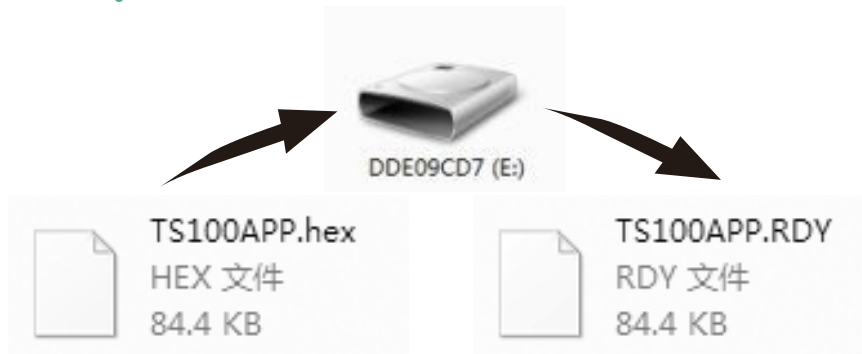 DDE09CD7 (E:)
TS100APP.hex
HEX 文件
84.4 KB
TS100APP.RDY
RDY 文件
84.4 KB